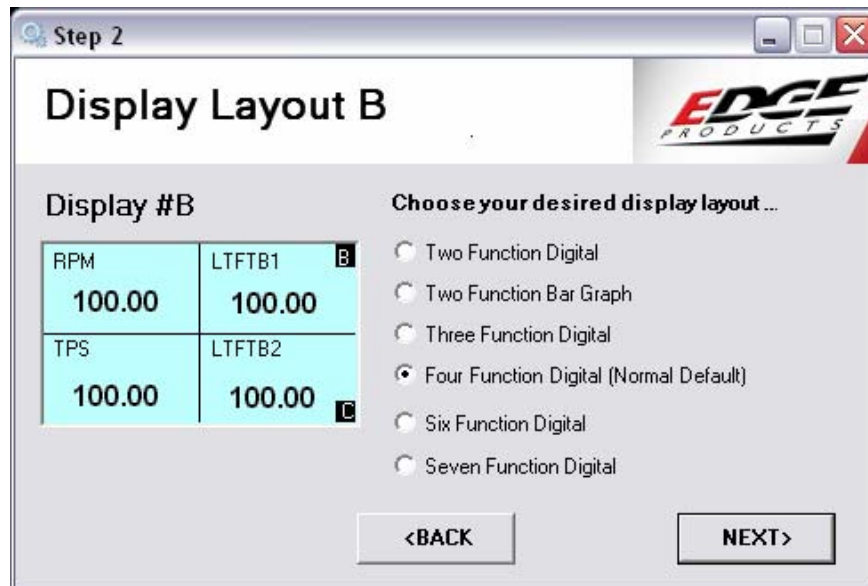 Step 2
Display Layout B
EDGE
PRODUCTS
Display #B
RPM
LTFTB1
B
100.00
100.00
TPS
LTFTB2
100.00
100.00
C
Choose your desired display layout ...
Two Function Digital
Two Function Bar Graph
Three Function Digital
Four Function Digital (Normal Default)
Six Function Digital
Seven Function Digital
<BACK
NEXT>